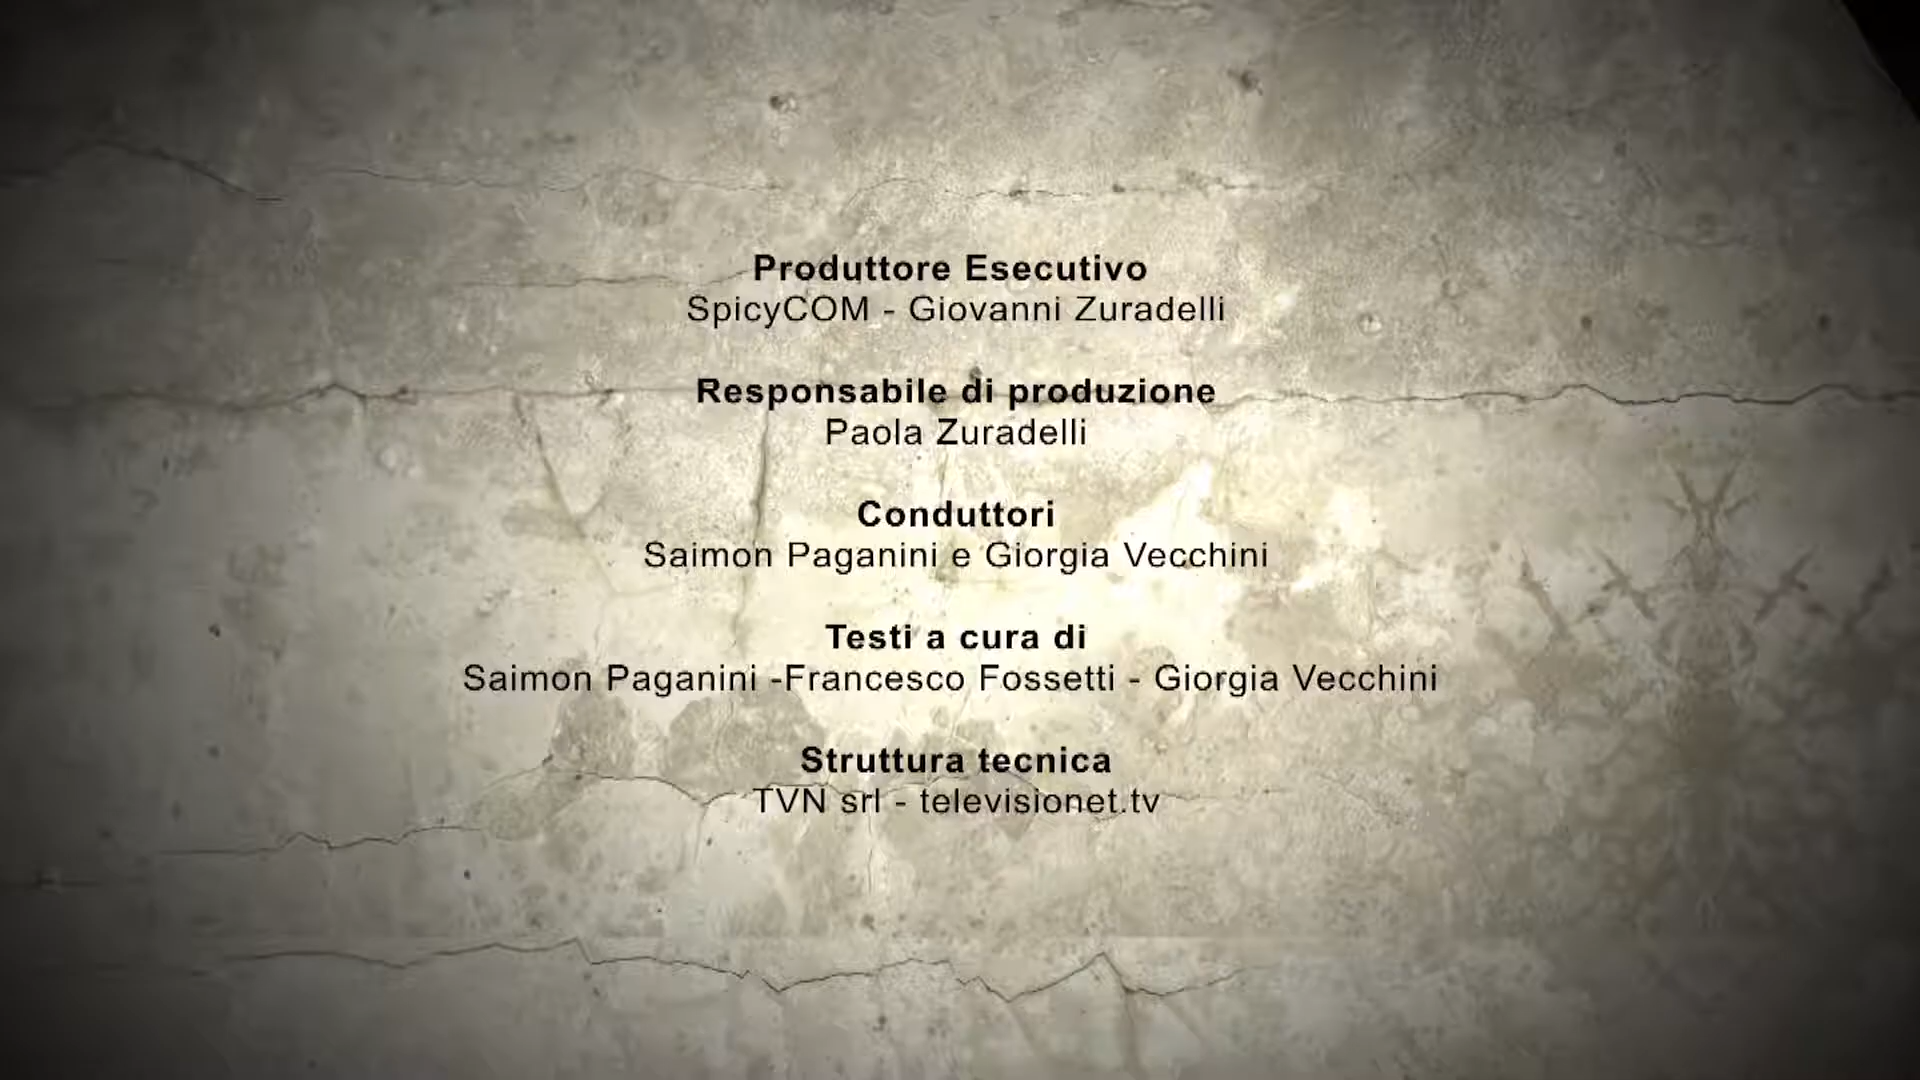 Produttore Esecutivo
SpicyCOM - Giovanni Zuradelli
Responsabile di produzione
Paola Zuradelli
Conduttori
Saimon Paganini e Giorgia Vecchini
Testi a cura di
Saimon Paganini -Francesco Fossetti - Giorgia Vecchini
Struttura tecnica
TVN srl - televisionet.tv